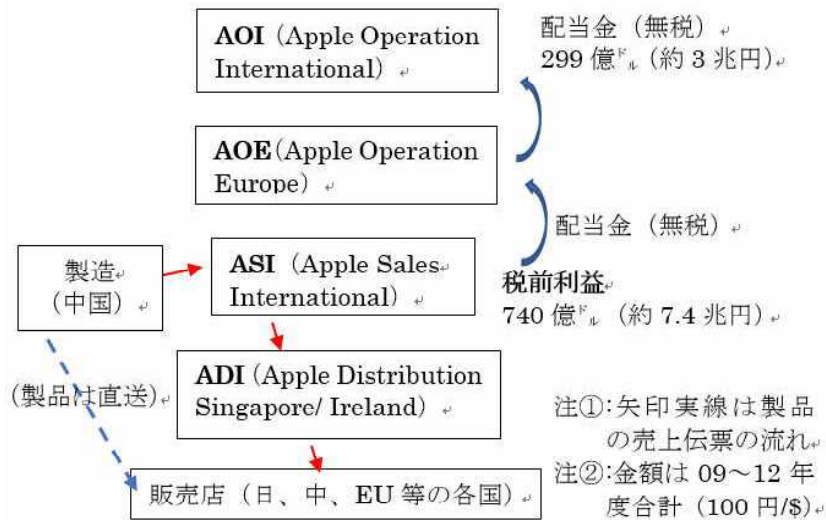 AOI（Apple Operation
International）
配当金（無税）
299 億㌦（約 3 兆円）
AOE(Apple Operation
Europe）
配当金（無税）
製造
（中国）
ASI（Apple Sales
International）
税前利益
740 億㌦（約 7.4 兆円）
(製品は直送)
ADI (Apple Distribution
Singapore/ Ireland）
販売店（日、中、EU 等の各国）
注①:矢印実線は製品
の売上伝票の流れ
注②:金額は 09～12 年
度合計（100 円/$）